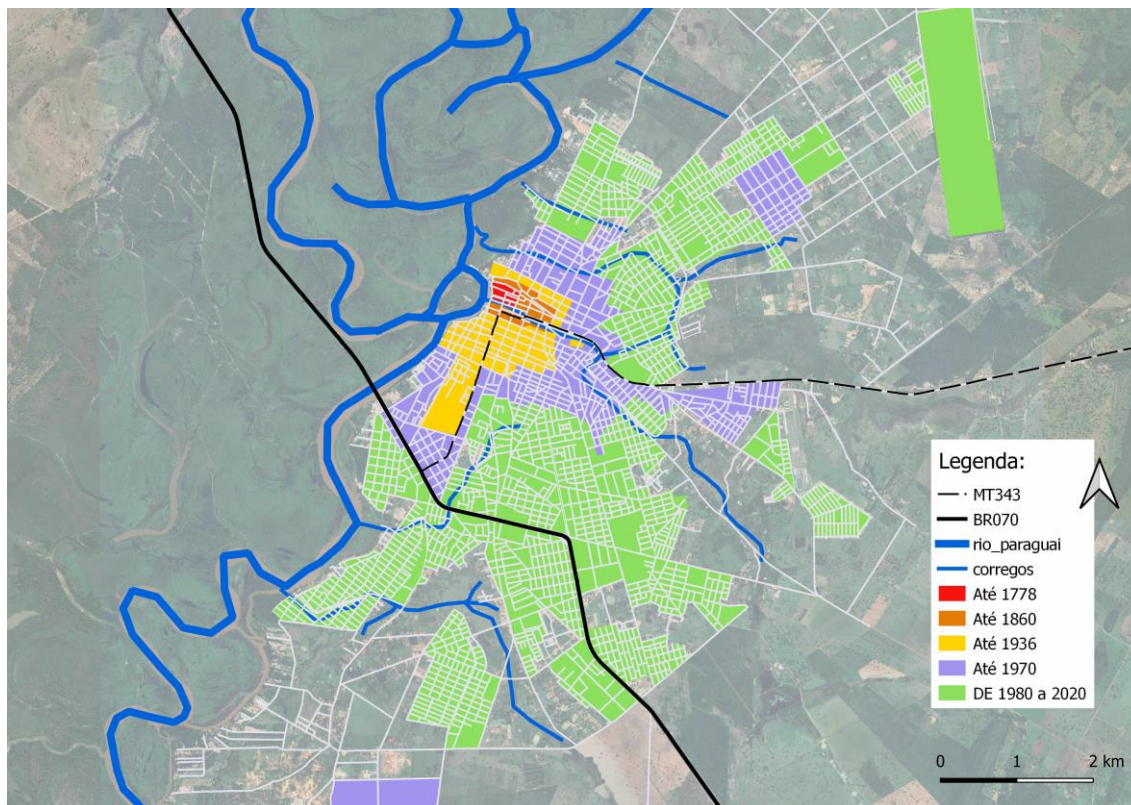 Legenda:
MT343
BR070
rio_paraguai
corregos
Até 1778
Até 1860
Até 1936
Até 1970
DE 1980 a 2020
0 1 2 km